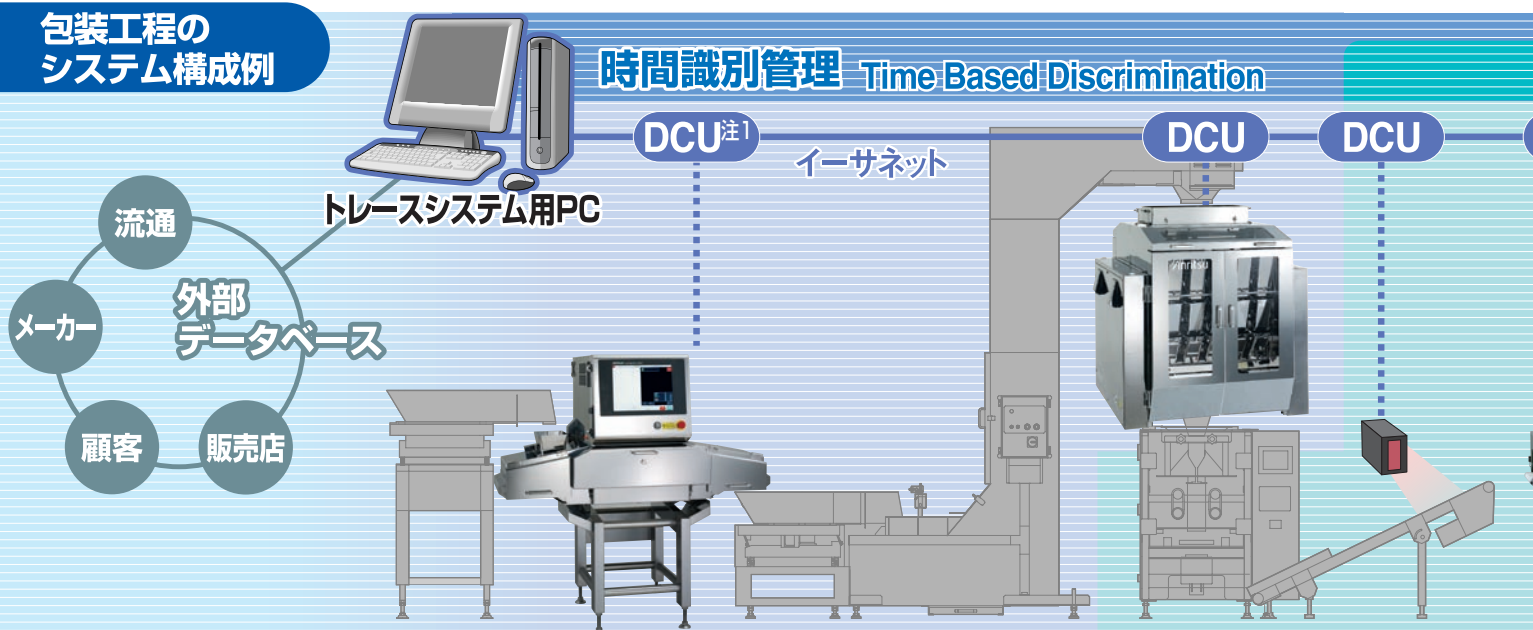 包装工程の
システム構成例
時間識別管理 Time Based Discrimination
DCU注1
DCU
DCU
イーサネット
トレースシステム用PC
流通
メーカー
外部
データベース
顧客
販売店
Anritsu